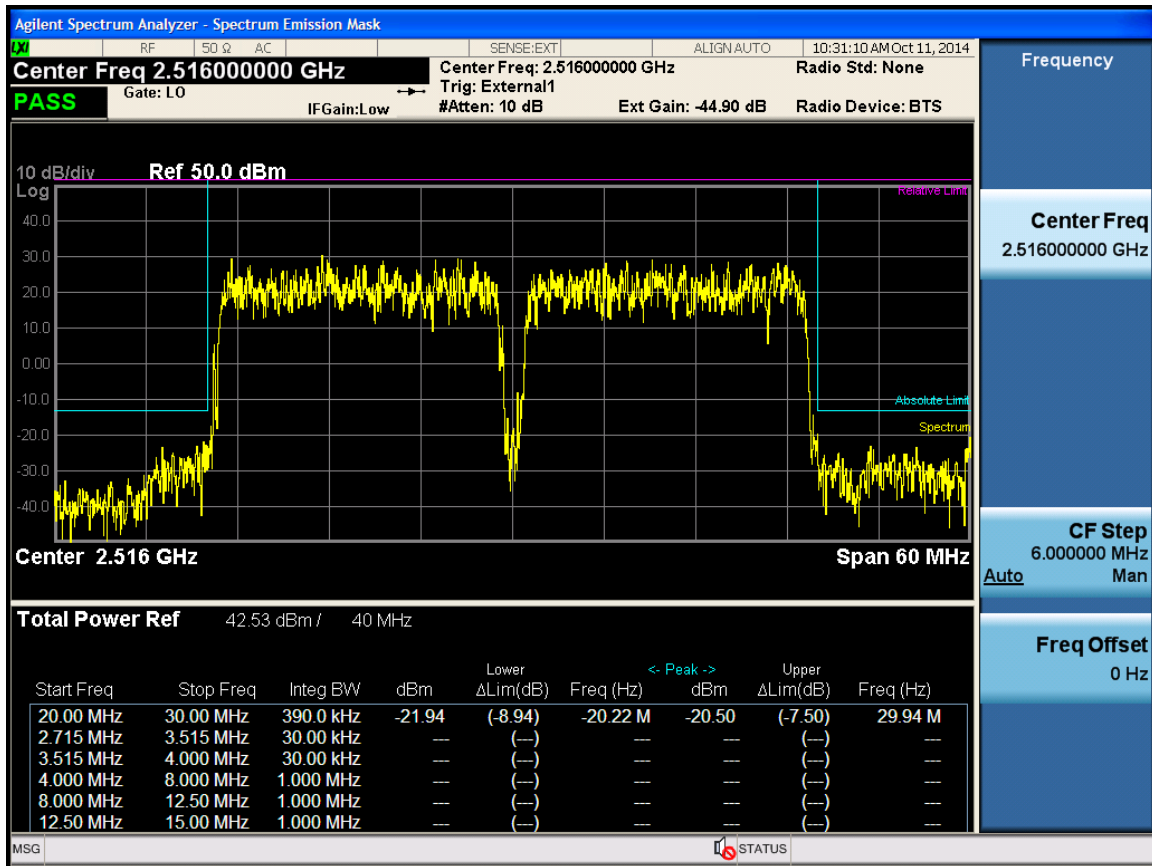 Agilent Spectrum Analyzer - Spectrum Emission Mask
LXI RF 50 Ω AC SENSE:EXT ALIGN AUTO 10:31:10 AM Oct 11, 2014
Center Freq 2.516000000 GHz
Center Freq: 2.516000000 GHz
Radio Std: None
PASS
Gate: LO
Trig: External1
IFGain:Low
#Atten: 10 dB
Ext Gain: -44.90 dB
Radio Device: BTS
Frequency
10 dB/div Ref 50.0 dBm
Log
Relative Limit
40.0
30.0
20.0
10.0
0.00
-10.0
Absolute Limit
Spectrum
-20.0
-30.0
-40.0
Center 2.516 GHz Span 60 MHz
Center Freq
2.516000000 GHz
CF Step
6.000000 MHz
Auto Man
Freq Offset
0 Hz
Total Power Ref 42.53 dBm / 40 MHz
Lower <- Peak -> Upper
Start Freq Stop Freq Integ BW dBm ΔLim(dB) Freq (Hz) dBm ΔLim(dB) Freq (Hz)
20.00 MHz 30.00 MHz 390.0 kHz -21.94 (-8.94) -20.22 M -20.50 (-7.50) 29.94 M
2.715 MHz 3.515 MHz 30.00 kHz --- (---) --- --- (---) ---
3.515 MHz 4.000 MHz 30.00 kHz --- (---) --- --- (---) ---
4.000 MHz 8.000 MHz 1.000 MHz --- (---) --- --- (---) ---
8.000 MHz 12.50 MHz 1.000 MHz --- (---) --- --- (---) ---
12.50 MHz 15.00 MHz 1.000 MHz --- (---) --- --- (---) ---
MSG STATUS